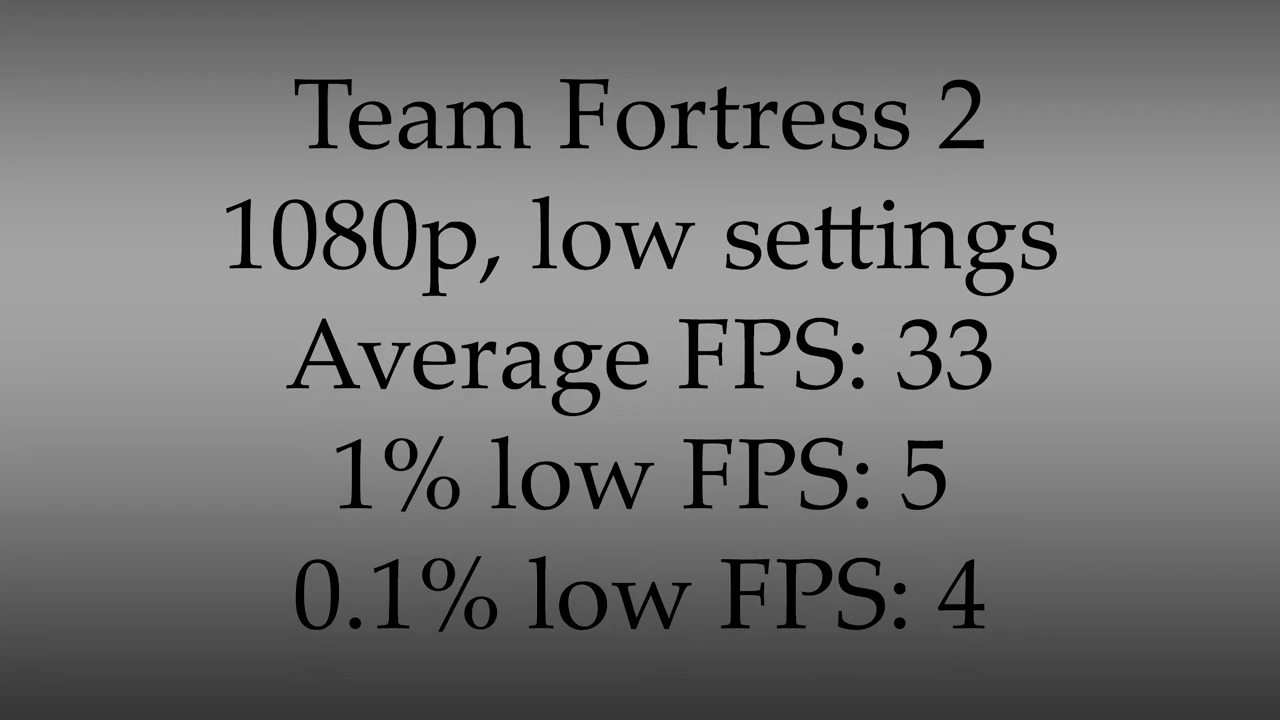 Team Fortress 2
1080p, low settings
Average FPS: 33
1% low FPS: 5
0.1% low FPS: 4